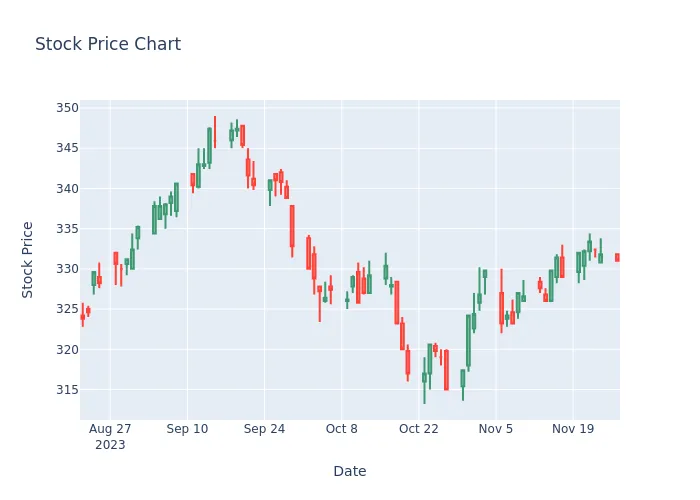 Stock Price Chart
350
345
340
335
330
325
320
315
Stock Price
Aug 27
2023
Sep 10
Sep 24
Oct 8
Oct 22
Nov 5
Nov 19
Date